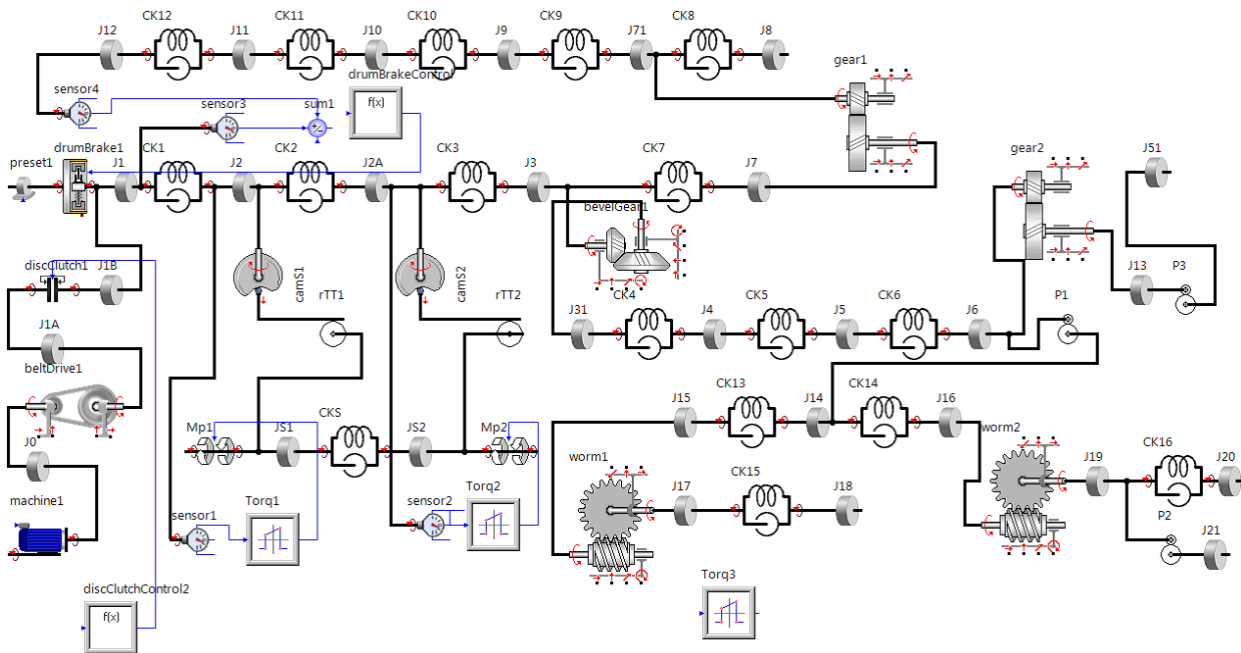 CK12
CK11
CK10
CK9
CK8
J12
J11
J10
J9
J71
J8
gear1
drumBrakeControl
sensor4
sensor3
sum1
f(x)
+/-
drumBrake1
preset1
J1
CK1
J2
CK2
J2A
CK3
J3
CK7
J7
gear2
J51
bevelGear1
discClutch1
J1B
camS1
camS2
rTT1
rTT2
J31
CK4
J4
CK5
J5
CK6
J6
P1
J13
P3
J1A
beltDrive1
J0
Mp1
JS1
CKS
JS2
Mp2
J15
CK13
J14
CK14
J16
worm1
worm2
CK15
J17
J18
J19
CK16
J20
P2
J21
machine1
sensor1
Torq1
sensor2
Torq2
discClutchControl2
f(x)
Torq3